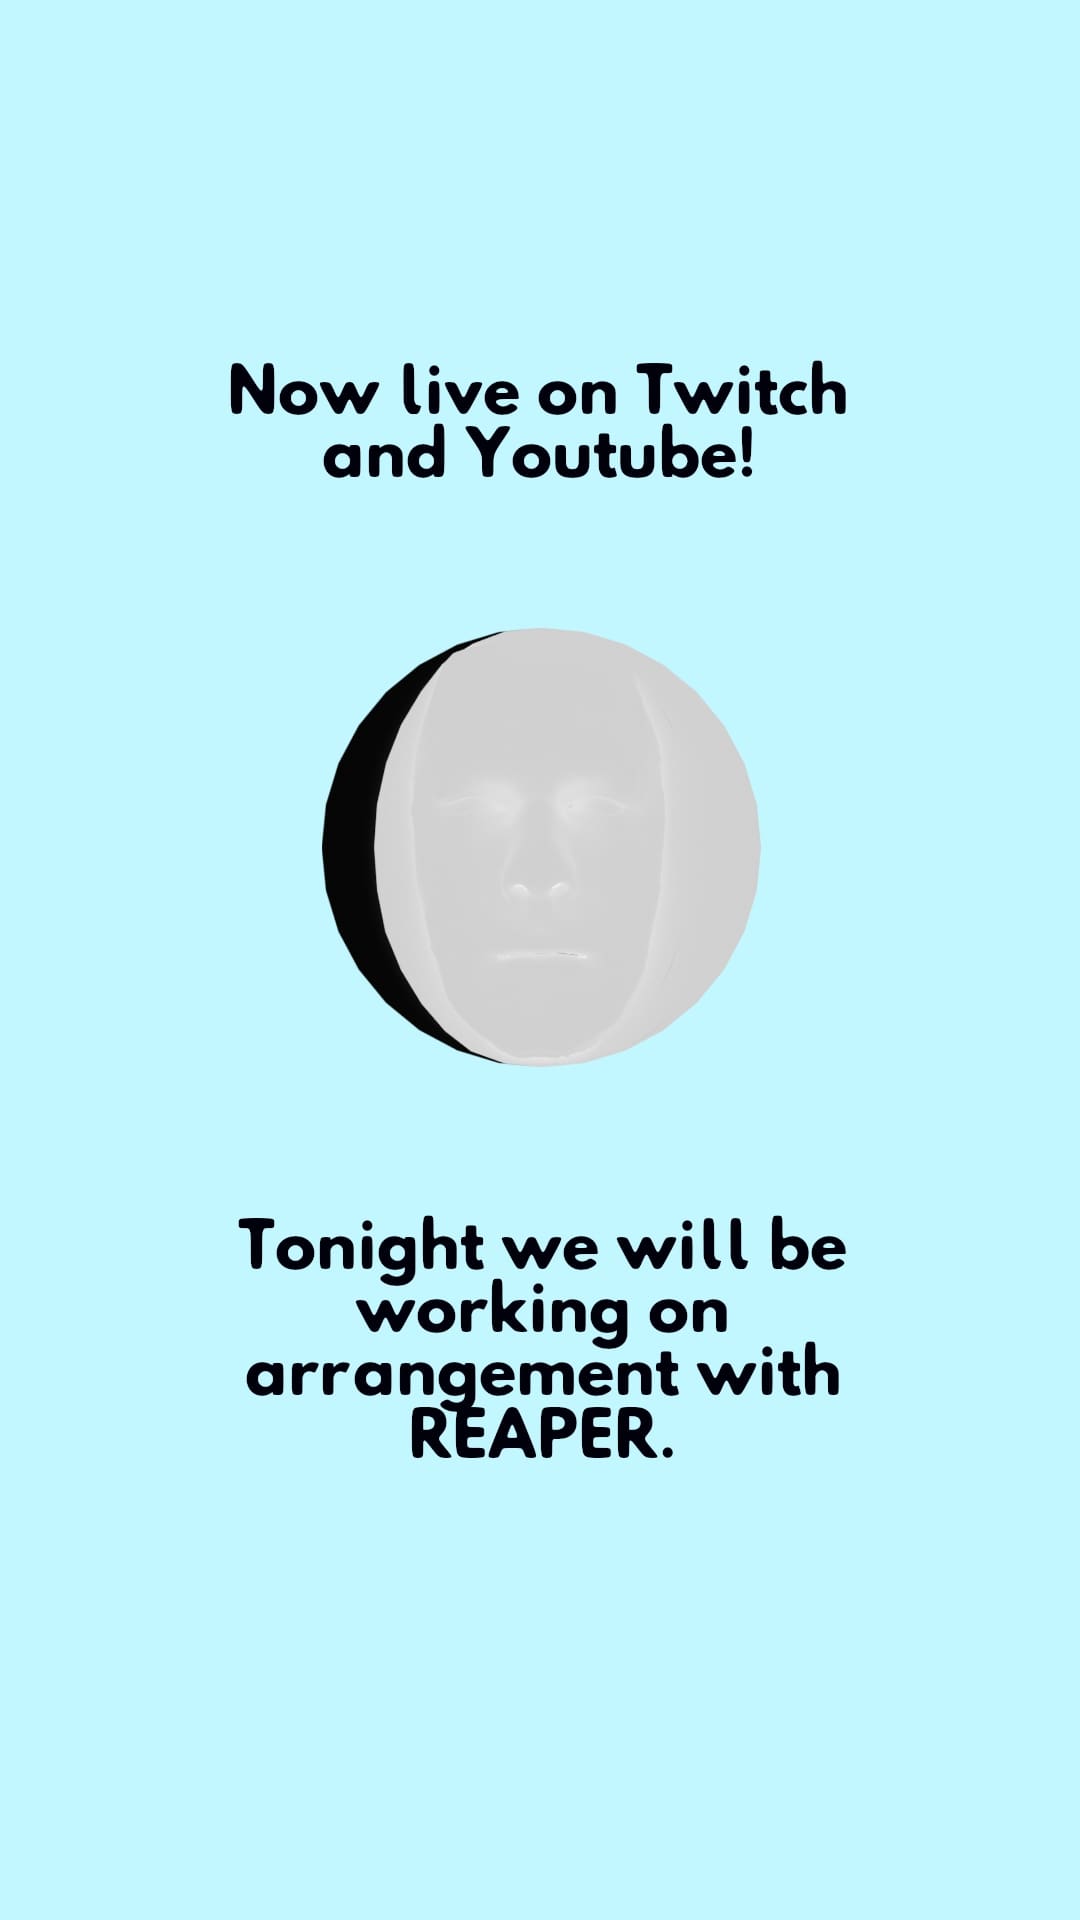 Now live on Twitch
and Youtube!
Tonight we will be
working on
arrangement with
REAPER.